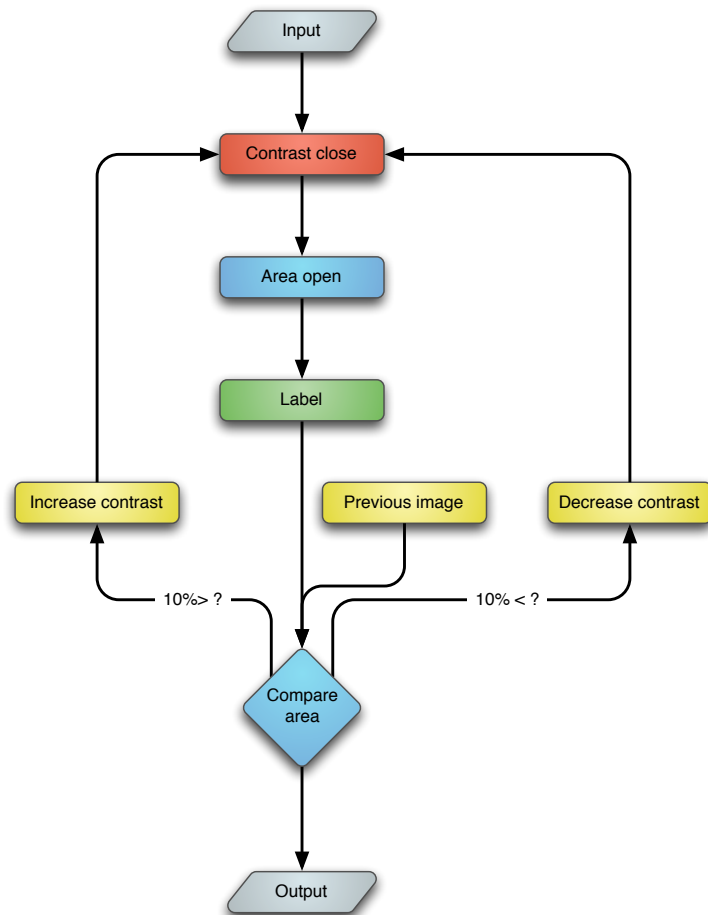 Input
Contrast close
Area open
Label
Increase contrast
Previous image
Decrease contrast
10%> ?
10% < ?
Compare
area
Output